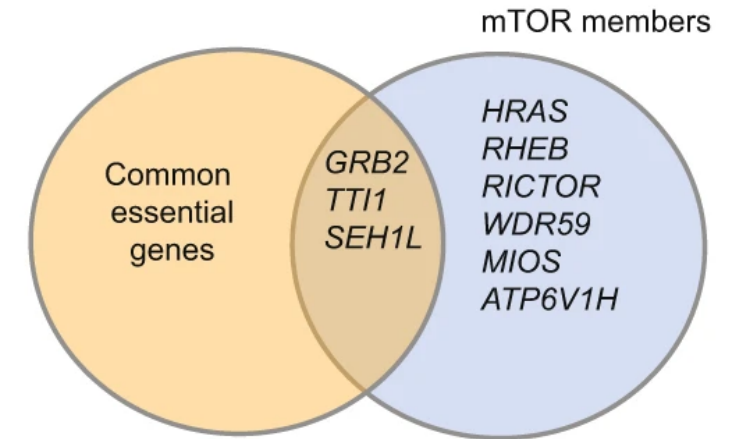 mTOR members
Common
essential
genes
GRB2
TTI1
SEH1L
HRAS
RHEB
RICTOR
WDR59
MIOS
ATP6V1H